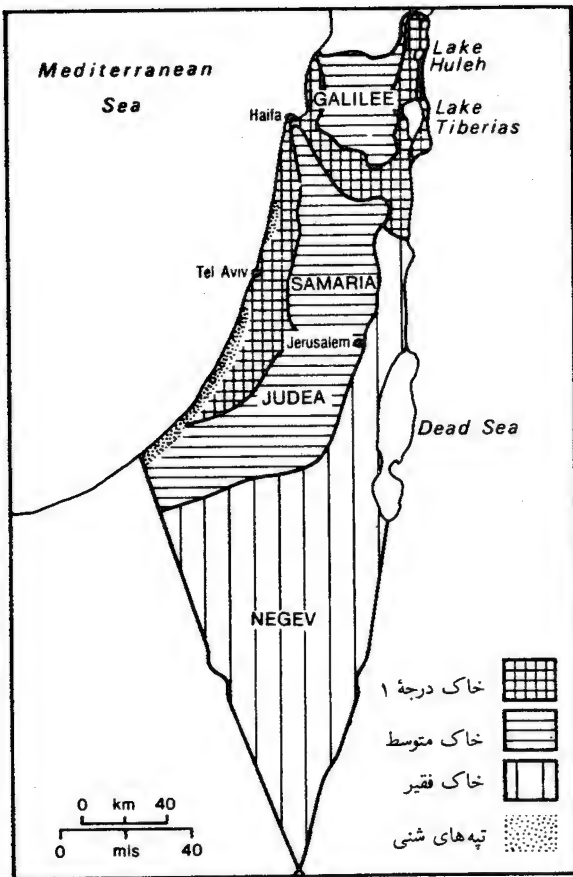 Mediterranean
Sea
Lake
Huleh
GALILEE
Haifa
Lake
Tiberias
Tel Aviv
SAMARIA
Jerusalem
JUDEA
Dead Sea
NEGEV
خاک درجۀ ۱
خاک متوسط
خاک فقیر
تپه‌های شنی
0 km 40
0 mls 40